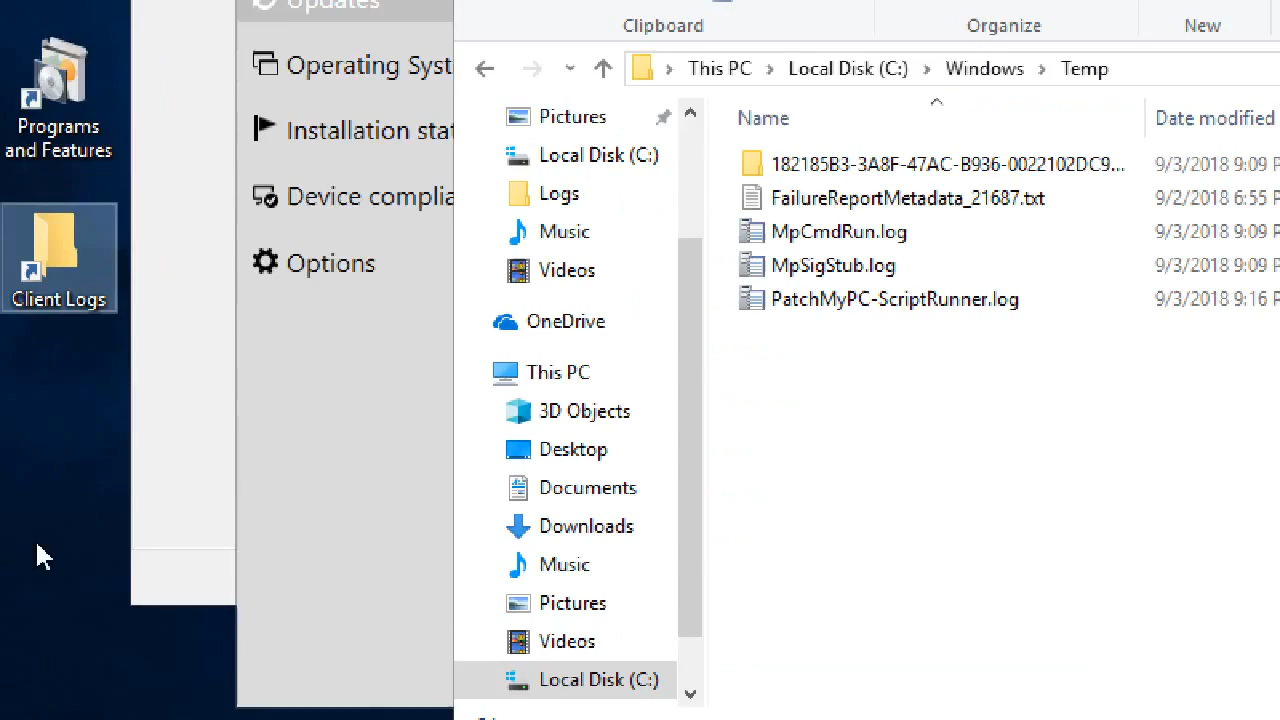 Programs
and Features
Client Logs
Updates
Operating Syst
Installation stat
Device complia
Options
Clipboard
Organize
New
This PC
Local Disk (C:)
Windows
Temp
Pictures
Local Disk (C:)
Logs
Music
Videos
OneDrive
This PC
3D Objects
Desktop
Documents
Downloads
Music
Pictures
Videos
Local Disk (C:)
Name Date modified
182185B3-3A8F-47AC-B936-0022102DC9... 9/3/2018 9:09 P
FailureReportMetadata_21687.txt 9/2/2018 6:55 P
MpCmdRun.log 9/3/2018 9:09 P
MpSigStub.log 9/3/2018 9:09 P
PatchMyPC-ScriptRunner.log 9/3/2018 9:16 P